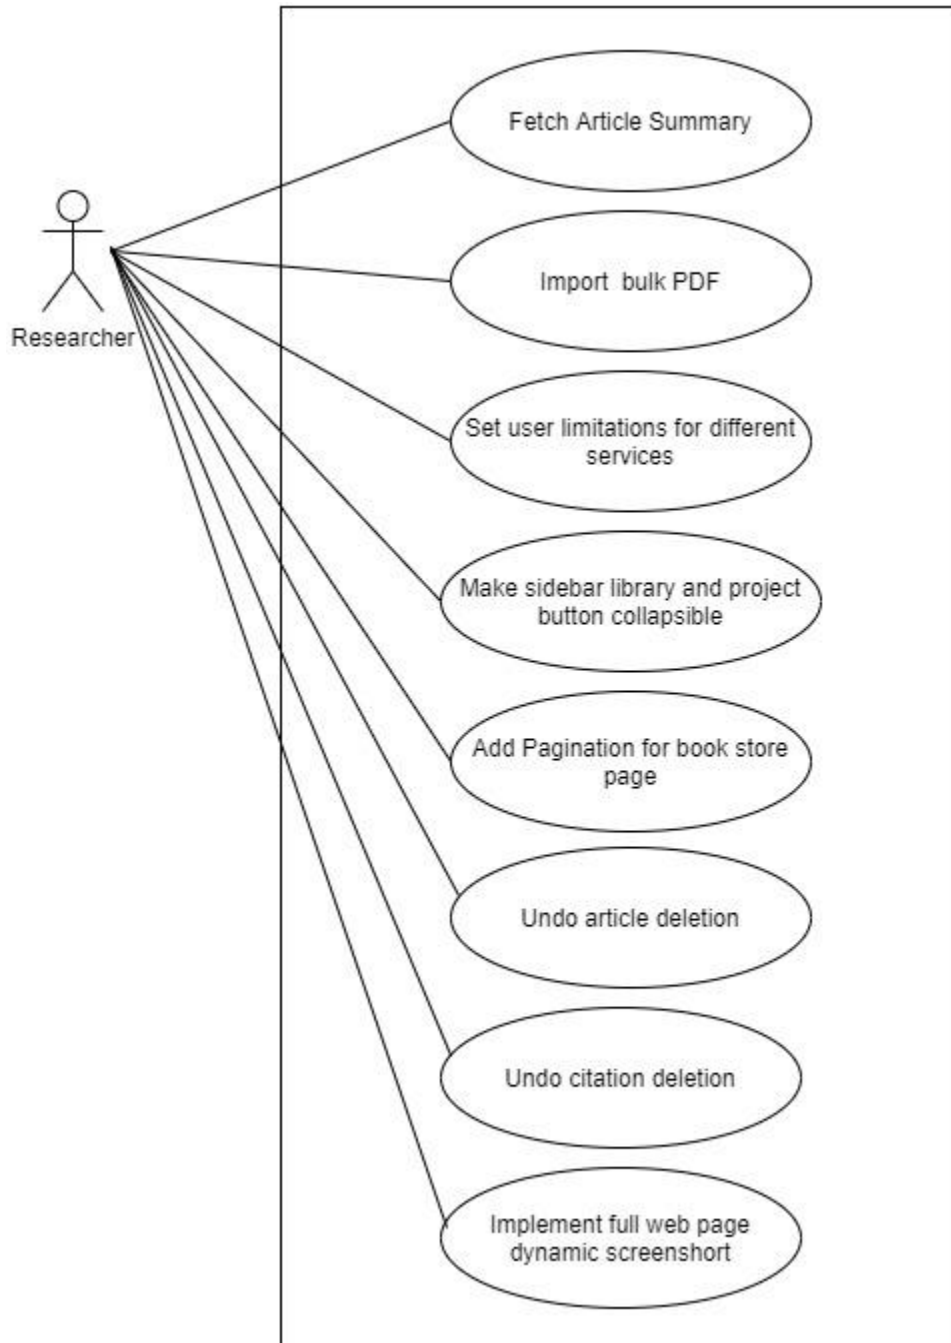 Fetch Article Summary
Import  bulk PDF
Researcher
Set user limitations for different
services
Make sidebar library and project
button collapsible
Add Pagination for book store
page
Undo article deletion
Undo citation deletion
Implement full web page
dynamic screenshort